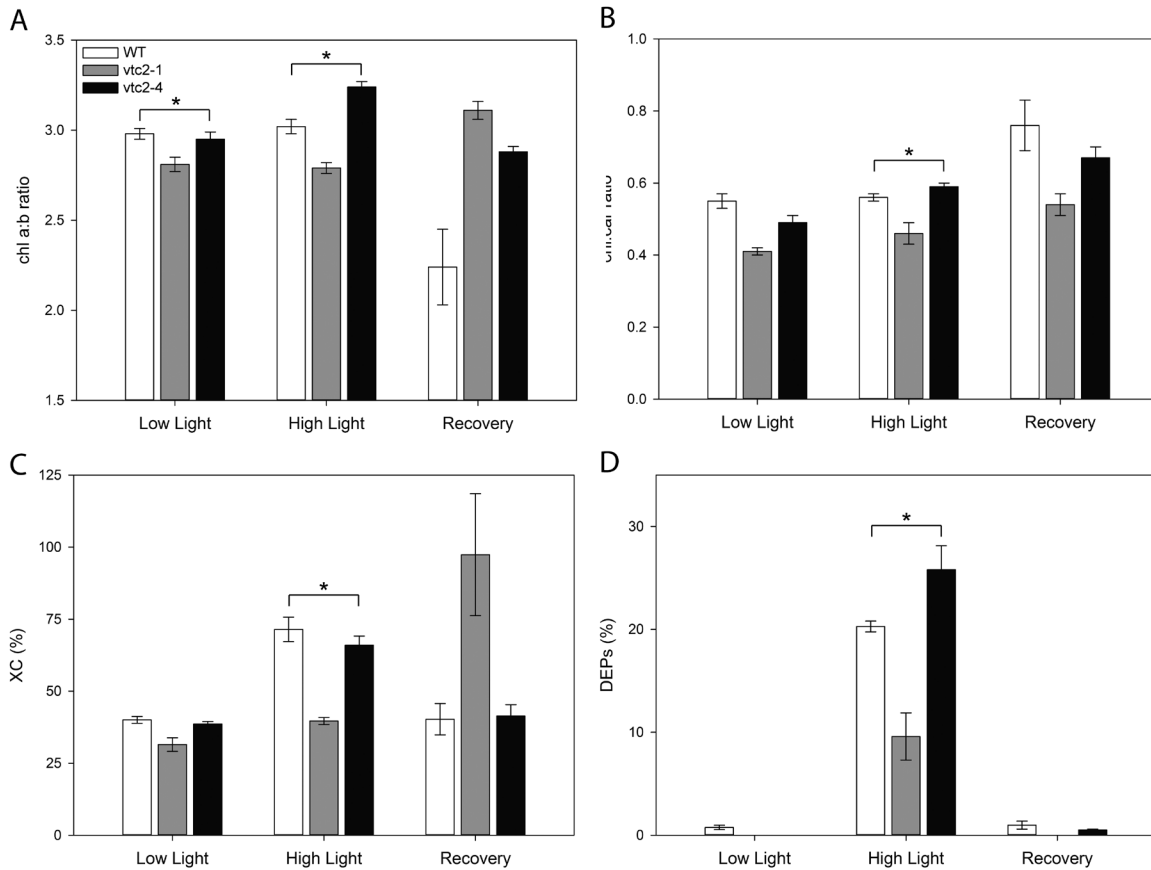 A
3.5
3.0
2.5
2.0
1.5
chl a:b ratio
WT
vtc2-1
vtc2-4
*
*
Low Light
High Light
Recovery
B
1.0
0.8
0.6
0.4
0.2
0.0
chl:car ratio
*
Low Light
High Light
Recovery
C
125
100
75
50
25
0
XC (%)
*
Low Light
High Light
Recovery
D
30
20
10
0
DEPs (%)
*
Low Light
High Light
Recovery